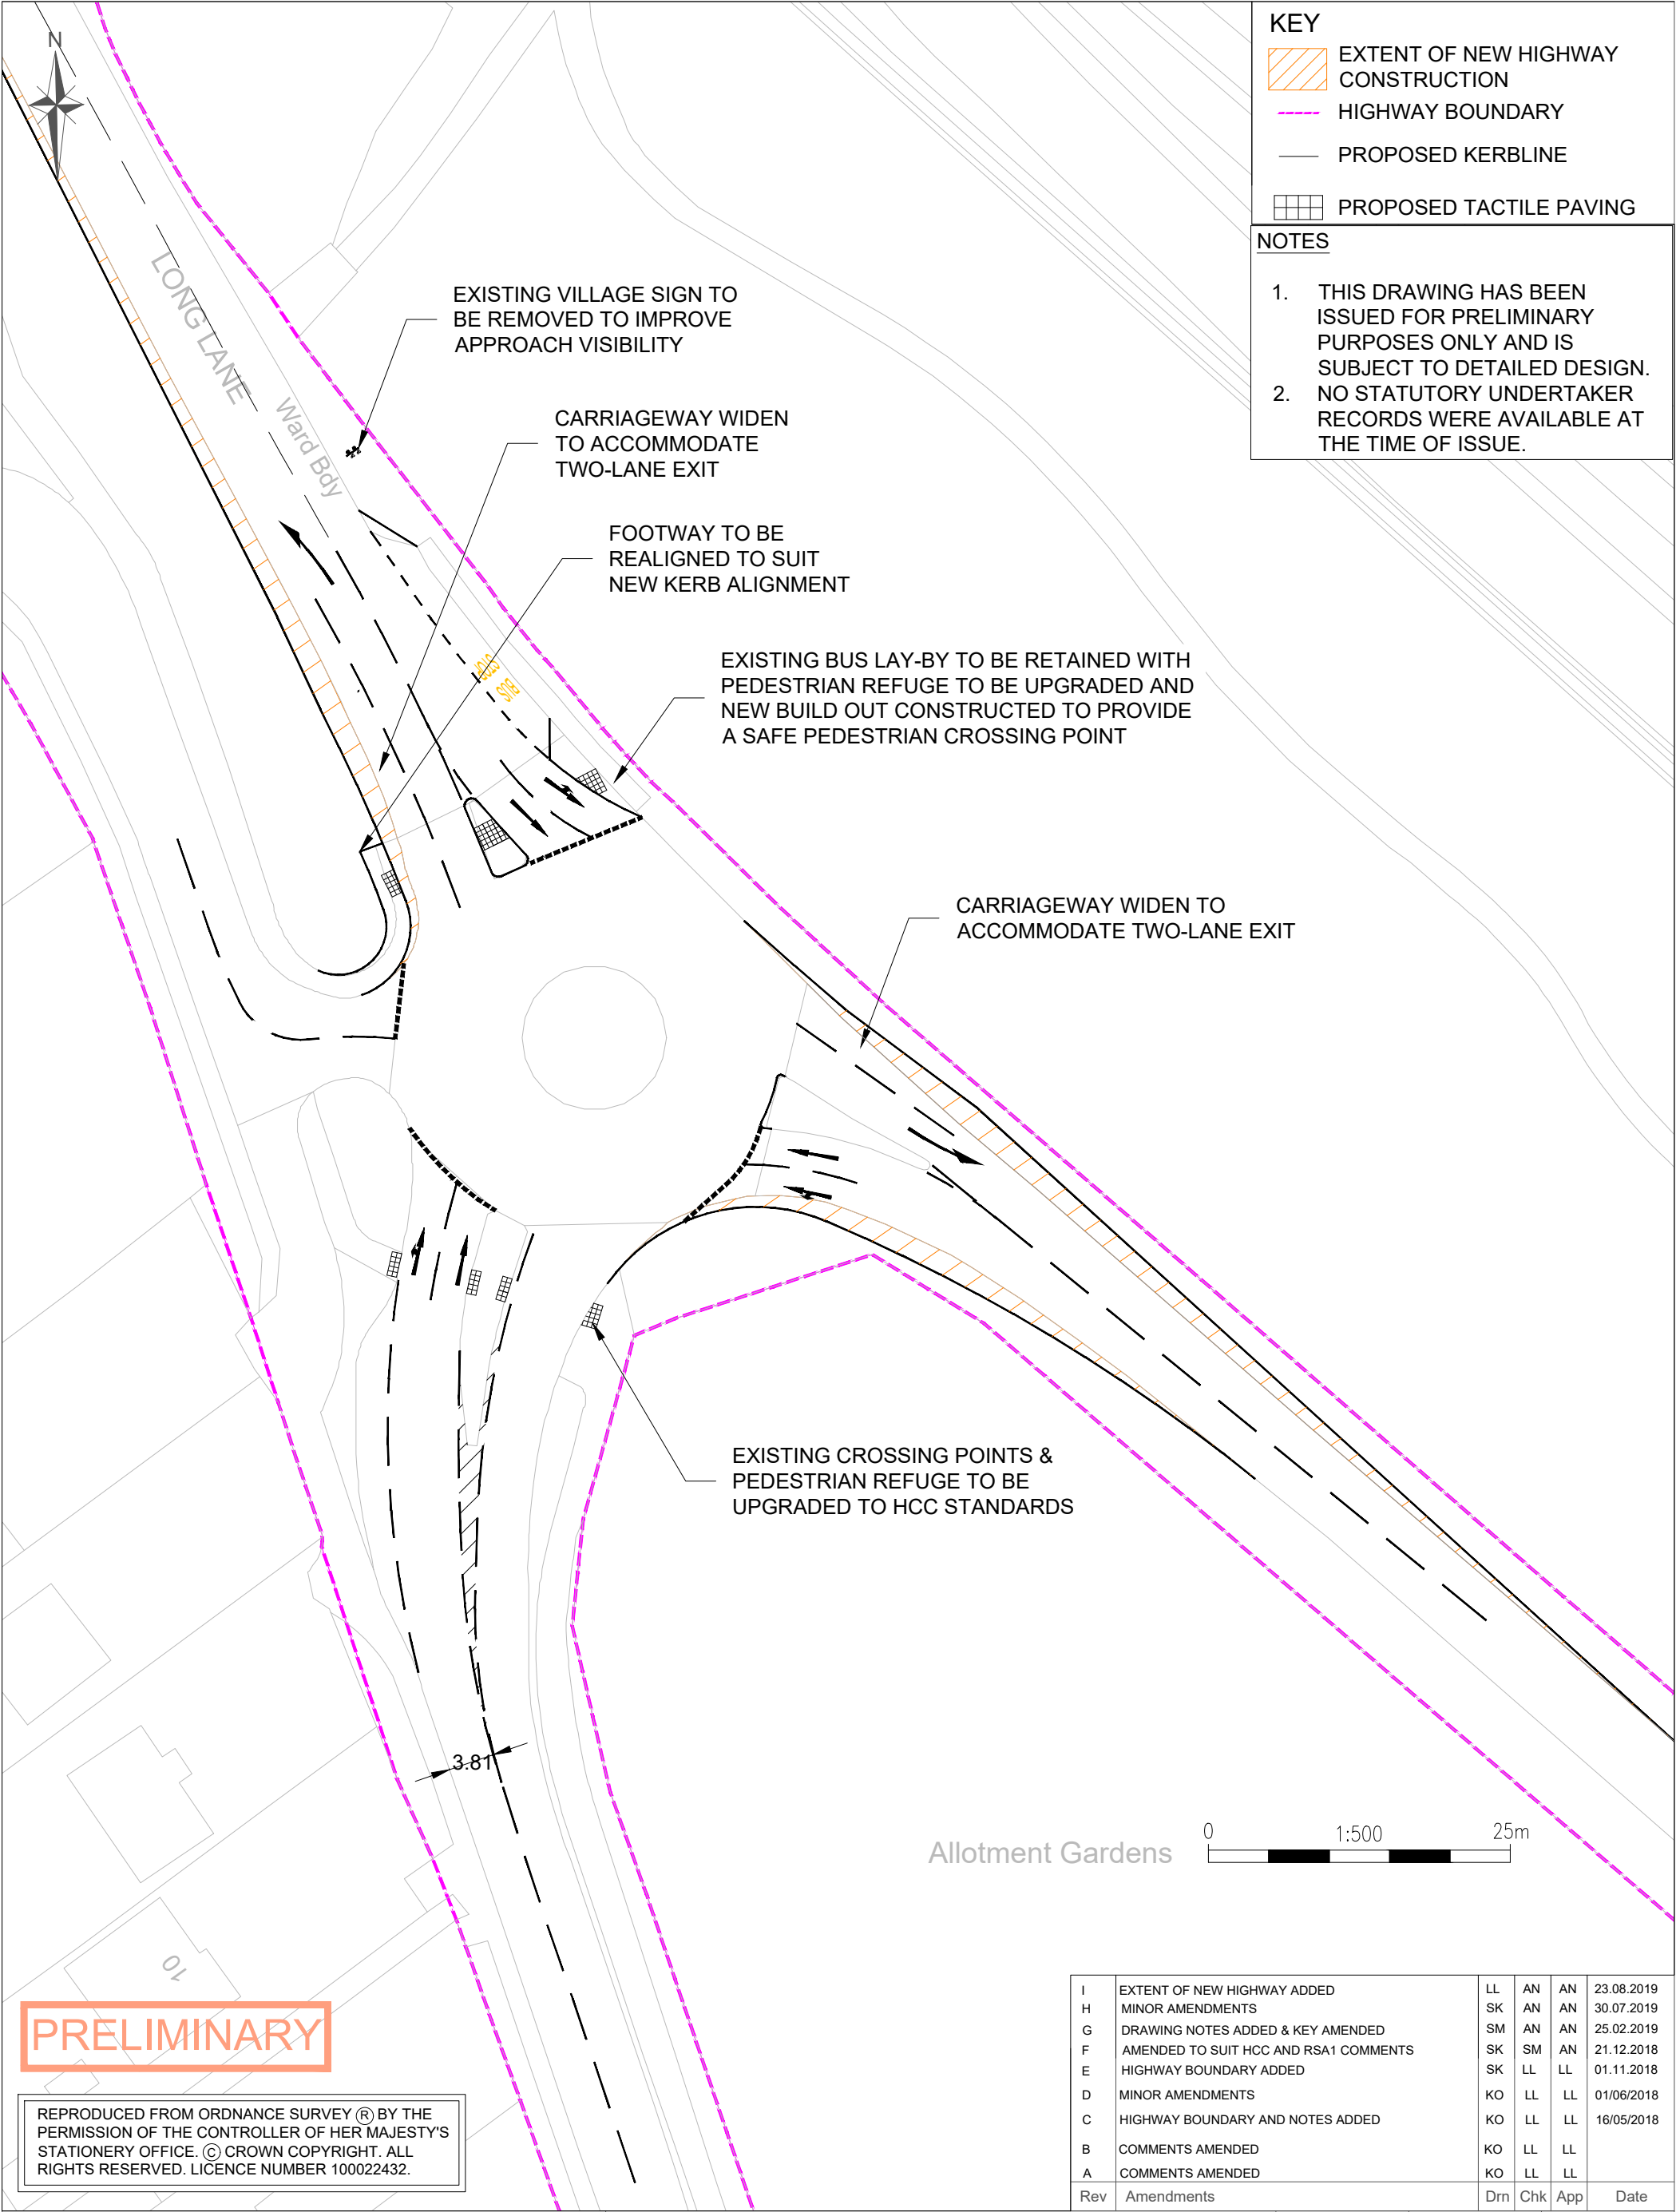 N
KEY
EXTENT OF NEW HIGHWAY
CONSTRUCTION
HIGHWAY BOUNDARY
PROPOSED KERBLINE
PROPOSED TACTILE PAVING
NOTES
1. THIS DRAWING HAS BEEN
ISSUED FOR PRELIMINARY
PURPOSES ONLY AND IS
SUBJECT TO DETAILED DESIGN.
2. NO STATUTORY UNDERTAKER
RECORDS WERE AVAILABLE AT
THE TIME OF ISSUE.
LONG LANE
Ward Bdy
EXISTING VILLAGE SIGN TO
BE REMOVED TO IMPROVE
APPROACH VISIBILITY
CARRIAGEWAY WIDEN
TO ACCOMMODATE
TWO-LANE EXIT
FOOTWAY TO BE
REALIGNED TO SUIT
NEW KERB ALIGNMENT
BUS
STOP
EXISTING BUS LAY-BY TO BE RETAINED WITH
PEDESTRIAN REFUGE TO BE UPGRADED AND
NEW BUILD OUT CONSTRUCTED TO PROVIDE
A SAFE PEDESTRIAN CROSSING POINT
CARRIAGEWAY WIDEN TO
ACCOMMODATE TWO-LANE EXIT
EXISTING CROSSING POINTS &
PEDESTRIAN REFUGE TO BE
UPGRADED TO HCC STANDARDS
3.81
Allotment Gardens
0 1:500 25m
10
PRELIMINARY
REPRODUCED FROM ORDNANCE SURVEY Ⓡ BY THE
PERMISSION OF THE CONTROLLER OF HER MAJESTY'S
STATIONERY OFFICE. Ⓒ CROWN COPYRIGHT. ALL
RIGHTS RESERVED. LICENCE NUMBER 100022432.
I EXTENT OF NEW HIGHWAY ADDED LL AN AN 23.08.2019
H MINOR AMENDMENTS SK AN AN 30.07.2019
G DRAWING NOTES ADDED & KEY AMENDED SM AN AN 25.02.2019
F AMENDED TO SUIT HCC AND RSA1 COMMENTS SK SM AN 21.12.2018
E HIGHWAY BOUNDARY ADDED SK LL LL 01.11.2018
D MINOR AMENDMENTS KO LL LL 01/06/2018
C HIGHWAY BOUNDARY AND NOTES ADDED KO LL LL 16/05/2018
B COMMENTS AMENDED KO LL LL
A COMMENTS AMENDED KO LL LL
Rev Amendments Drn Chk App Date